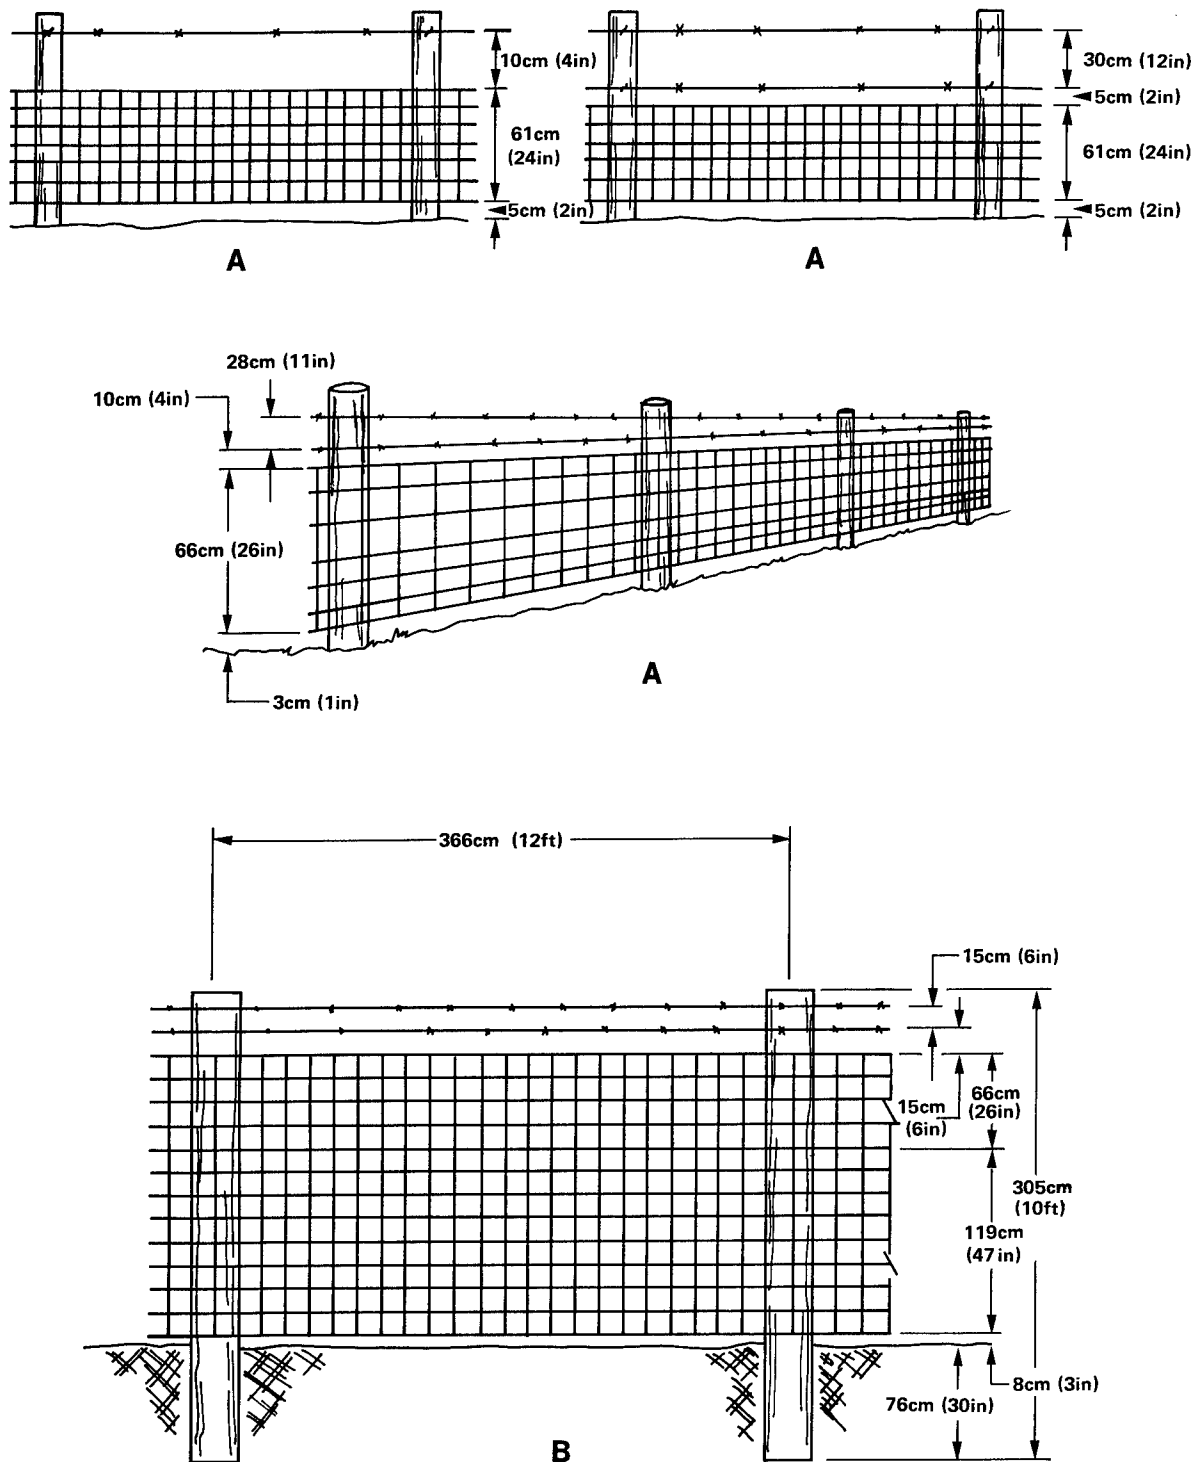 10cm (4in)
61cm
(24in)
5cm (2in)
A
30cm (12in)
5cm (2in)
61cm (24in)
5cm (2in)
A
28cm (11in)
10cm (4in)
66cm (26in)
3cm (1in)
A
366cm (12ft)
15cm (6in)
66cm
(26in)
15cm
(6in)
305cm
(10ft)
119cm
(47in)
8cm (3in)
76cm (30in)
B